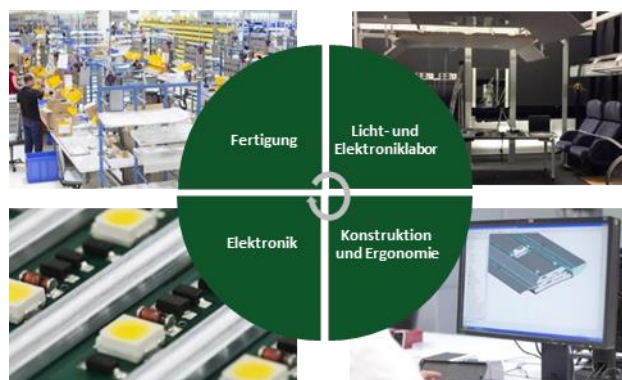 Fertigung
Licht- und
Elektroniklabor
Elektronik
Konstruktion
und Ergonomie